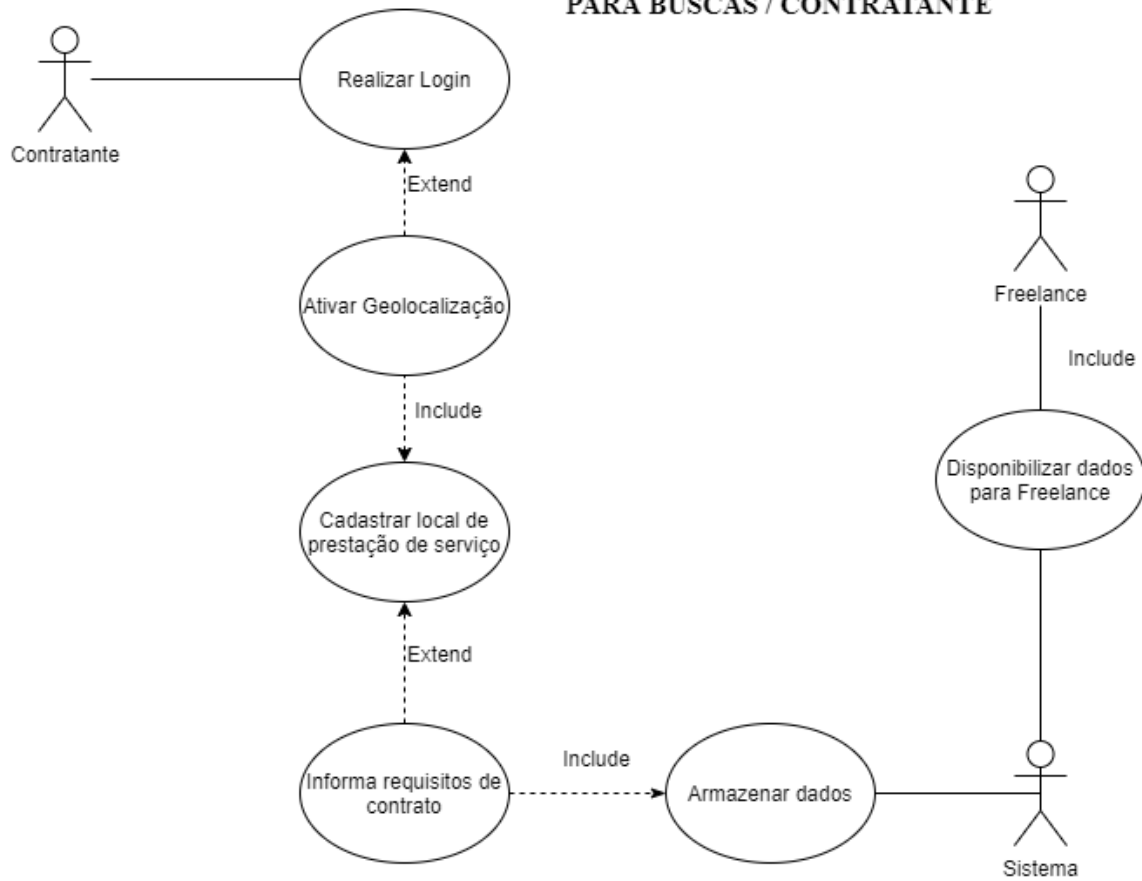 PARA BUSCAS / CONTRATANTE
Realizar Login
Contratante
Extend
Ativar Geolocalização
Freelance
Include
Include
Disponibilizar dados
para Freelance
Cadastrar local de
prestação de serviço
Extend
Include
Informa requisitos de
contrato
Armazenar dados
Sistema